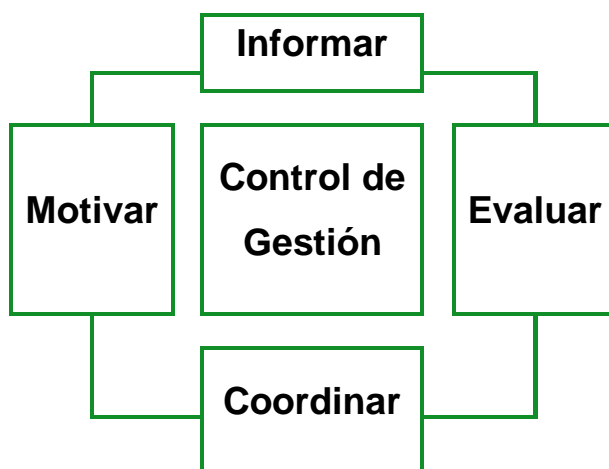 Informar
Motivar
Control de
Gestión
Evaluar
Coordinar